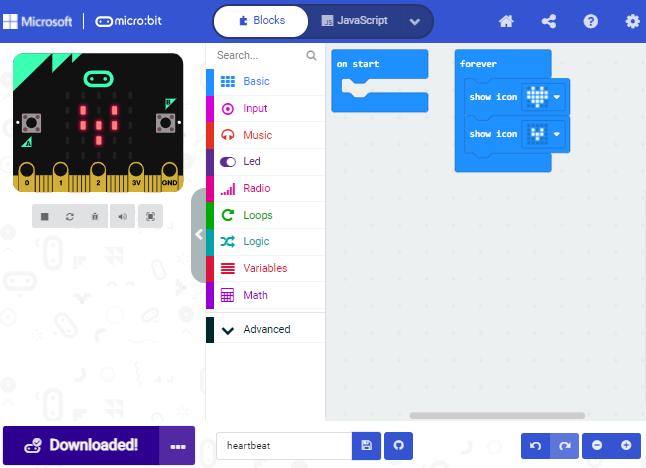 Microsoft micro:bit Blocks JavaScript
Search...
Basic
Input
Music
Led
Radio
Loops
Logic
Variables
Math
Advanced
on start
forever
show icon
show icon
A
B
0 1 2 3V GND
Downloaded!
heartbeat